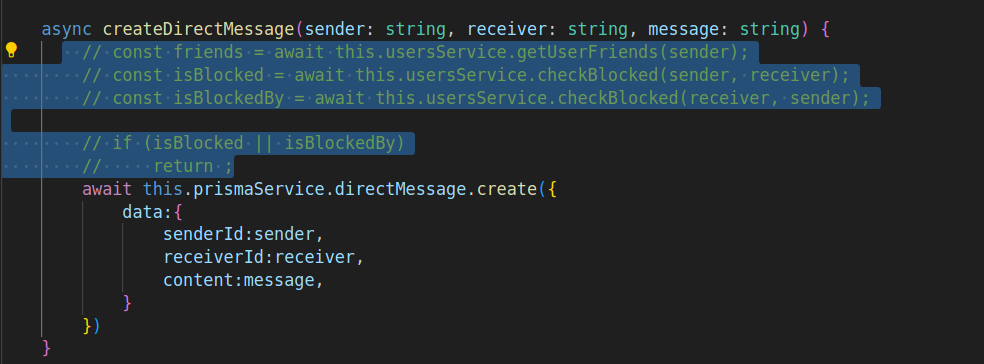 async createDirectMessage(sender: string, receiver: string, message: string) {
// const friends = await this.usersService.getUserFriends(sender);
// const isBlocked = await this.usersService.checkBlocked(sender, receiver);
// const isBlockedBy = await this.usersService.checkBlocked(receiver, sender);
// if (isBlocked || isBlockedBy)
//     return ;
await this.prismaService.directMessage.create({
data:{
senderId:sender,
receiverId:receiver,
content:message,
}
})
}